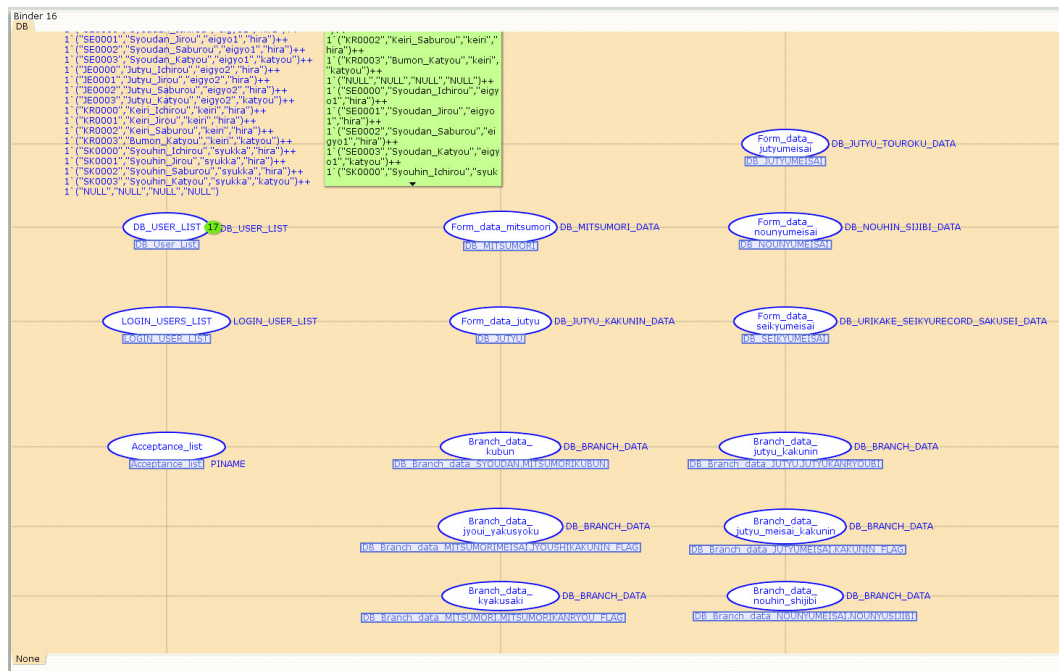 Binder 16
DB
1`("SE0001","Syoudan_Jirou","eigyo1","hira")++
1`("SE0002","Syoudan_Saburou","eigyo1","hira")++
1`("SE0003","Syoudan_Katyou","eigyo1","katyou")++
1`("JE0000","Jutyu_Ichirou","eigyo2","hira")++
1`("JE0001","Jutyu_Jirou","eigyo2","hira")++
1`("JE0002","Jutyu_Saburou","eigyo2","hira")++
1`("JE0003","Jutyu_Katyou","eigyo2","katyou")++
1`("KR0000","Keiri_Ichirou","keiri","hira")++
1`("KR0001","Keiri_Jirou","keiri","hira")++
1`("KR0002","Keiri_Saburou","keiri","hira")++
1`("KR0003","Bumon_Katyou","keiri","katyou")++
1`("SK0000","Syouhin_Ichirou","syukka","hira")++
1`("SK0001","Syouhin_Jirou","syukka","hira")++
1`("SK0002","Syouhin_Saburou","syukka","hira")++
1`("SK0003","Syouhin_Katyou","syukka","katyou")++
1`("NULL","NULL","NULL","NULL")
1`("KR0002","Keiri_Saburou","keiri","
hira")++
1`("KR0003","Bumon_Katyou","keiri",
"katyou")++
1`("NULL","NULL","NULL","NULL")++
1`("SE0000","Syoudan_Ichirou","eigy
o1","hira")++
1`("SE0001","Syoudan_Jirou","eigyo
1","hira")++
1`("SE0002","Syoudan_Saburou","ei
gyo1","hira")++
1`("SE0003","Syoudan_Katyou","eigy
o1","katyou")++
1`("SK0000","Syouhin_Ichirou","syuk
Form_data_
jutyumeisai
DB_JUTYU_TOUROKU_DATA
DB_JUTYUMEISAI
DB_USER_LIST
17
DB_USER_LIST
DB_User_List
Form_data_mitsumori
DB_MITSUMORI_DATA
DB_MITSUMORI
Form_data_
nounyumeisai
DB_NOUHIN_SIJIBI_DATA
DB_NOUNYUMEISAI
LOGIN_USERS_LIST
LOGIN_USER_LIST
LOGIN_USER_LIST
Form_data_jutyu
DB_JUTYU_KAKUNIN_DATA
DB_JUTYU
Form_data_
seikyumeisai
DB_URIKAKE_SEIKYURECORD_SAKUSEI_DATA
DB_SEIKYUMEISAI
Acceptance_list
Acceptance_list
PINAME
Branch_data_
kubun
DB_BRANCH_DATA
DB_Branch_data_SYOUDAN.MITSUMORIKUBUN
Branch_data_
jutyu_kakunin
DB_BRANCH_DATA
DB_Branch_data_JUTYU.JUTYUKANRYOUBI
Branch_data_
jyoui_yakusyoku
DB_BRANCH_DATA
DB_Branch_data_MITSUMORIMEISAI.JYOUSHIKAKUNIN_FLAG
Branch_data_
jutyu_meisai_kakunin
DB_BRANCH_DATA
DB_Branch_data_JUTYUMEISAI.KAKUNIN_FLAG
Branch_data_
kyakusaki
DB_BRANCH_DATA
DB_Branch_data_MITSUMORI.MITSUMORIKANRYOU_FLAG
Branch_data_
nouhin_shijibi
DB_BRANCH_DATA
DB_Branch_data_NOUNYUMEISAI.NOUNYUSIJIBI
None